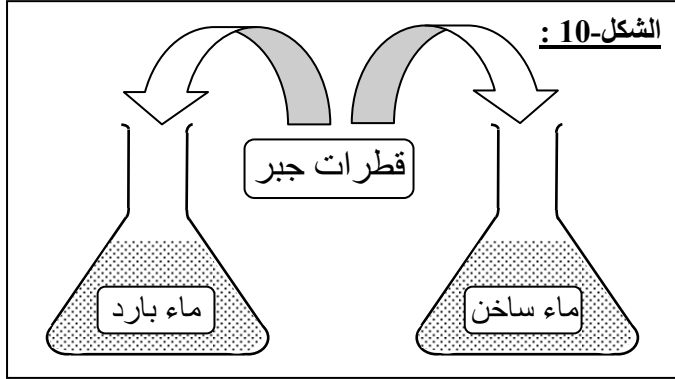 الشكل-10 :
قطرات جبر
ماء ساخن
ماء بارد